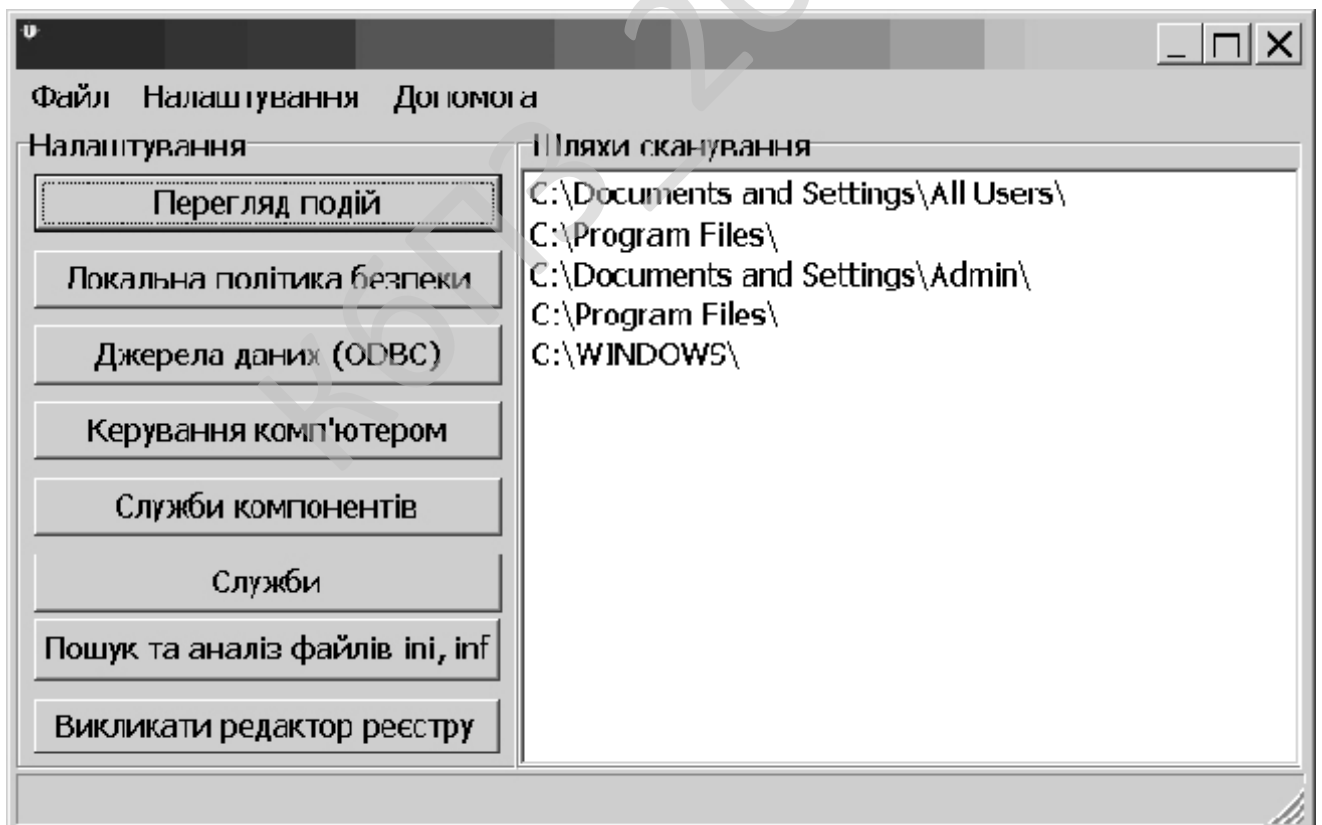 Файл Налаштування Допомога
Налаштування
Перегляд подій
Локальна політика безпеки
Джерела даних (ODBC)
Керування комп'ютером
Служби компонентів
Служби
Пошук та аналіз файлів ini, inf
Викликати редактор реєстру
Шляхи сканування
C:\Documents and Settings\All Users\
C:\Program Files\
C:\Documents and Settings\Admin\
C:\Program Files\
C:\WINDOWS\